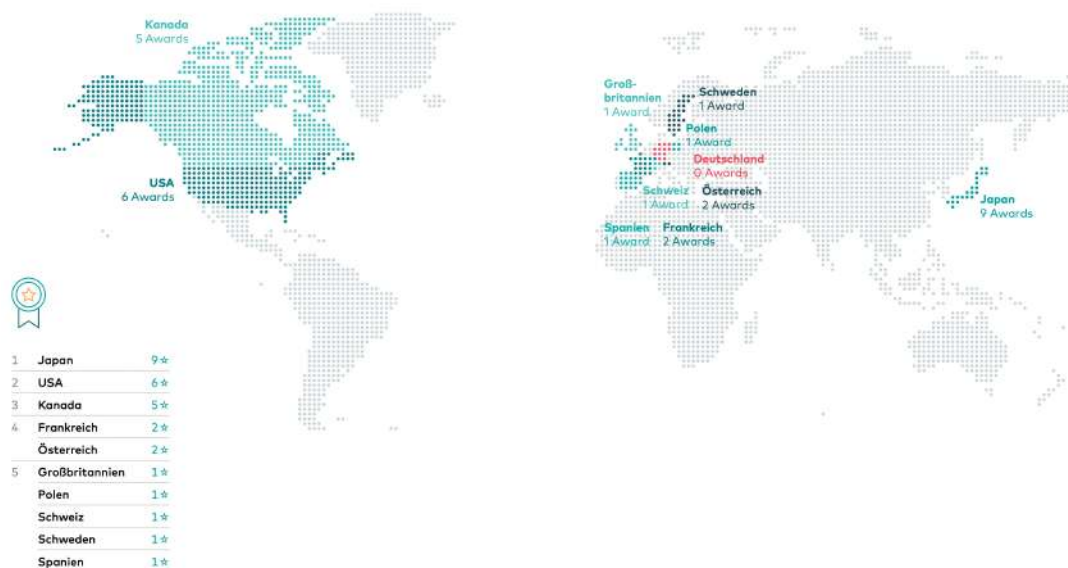 Kanada
5 Awards
USA
6 Awards
Groß-
britannien
1 Award
Schweden
1 Award
Polen
1 Award
Deutschland
0 Awards
Schweiz
1 Award
Österreich
2 Awards
Spanien
1 Award
Frankreich
2 Awards
Japan
9 Awards
1 Japan 9
2 USA 6
3 Kanada 5
4 Frankreich 2
Österreich 2
5 Großbritannien 1
Polen 1
Schweiz 1
Schweden 1
Spanien 1